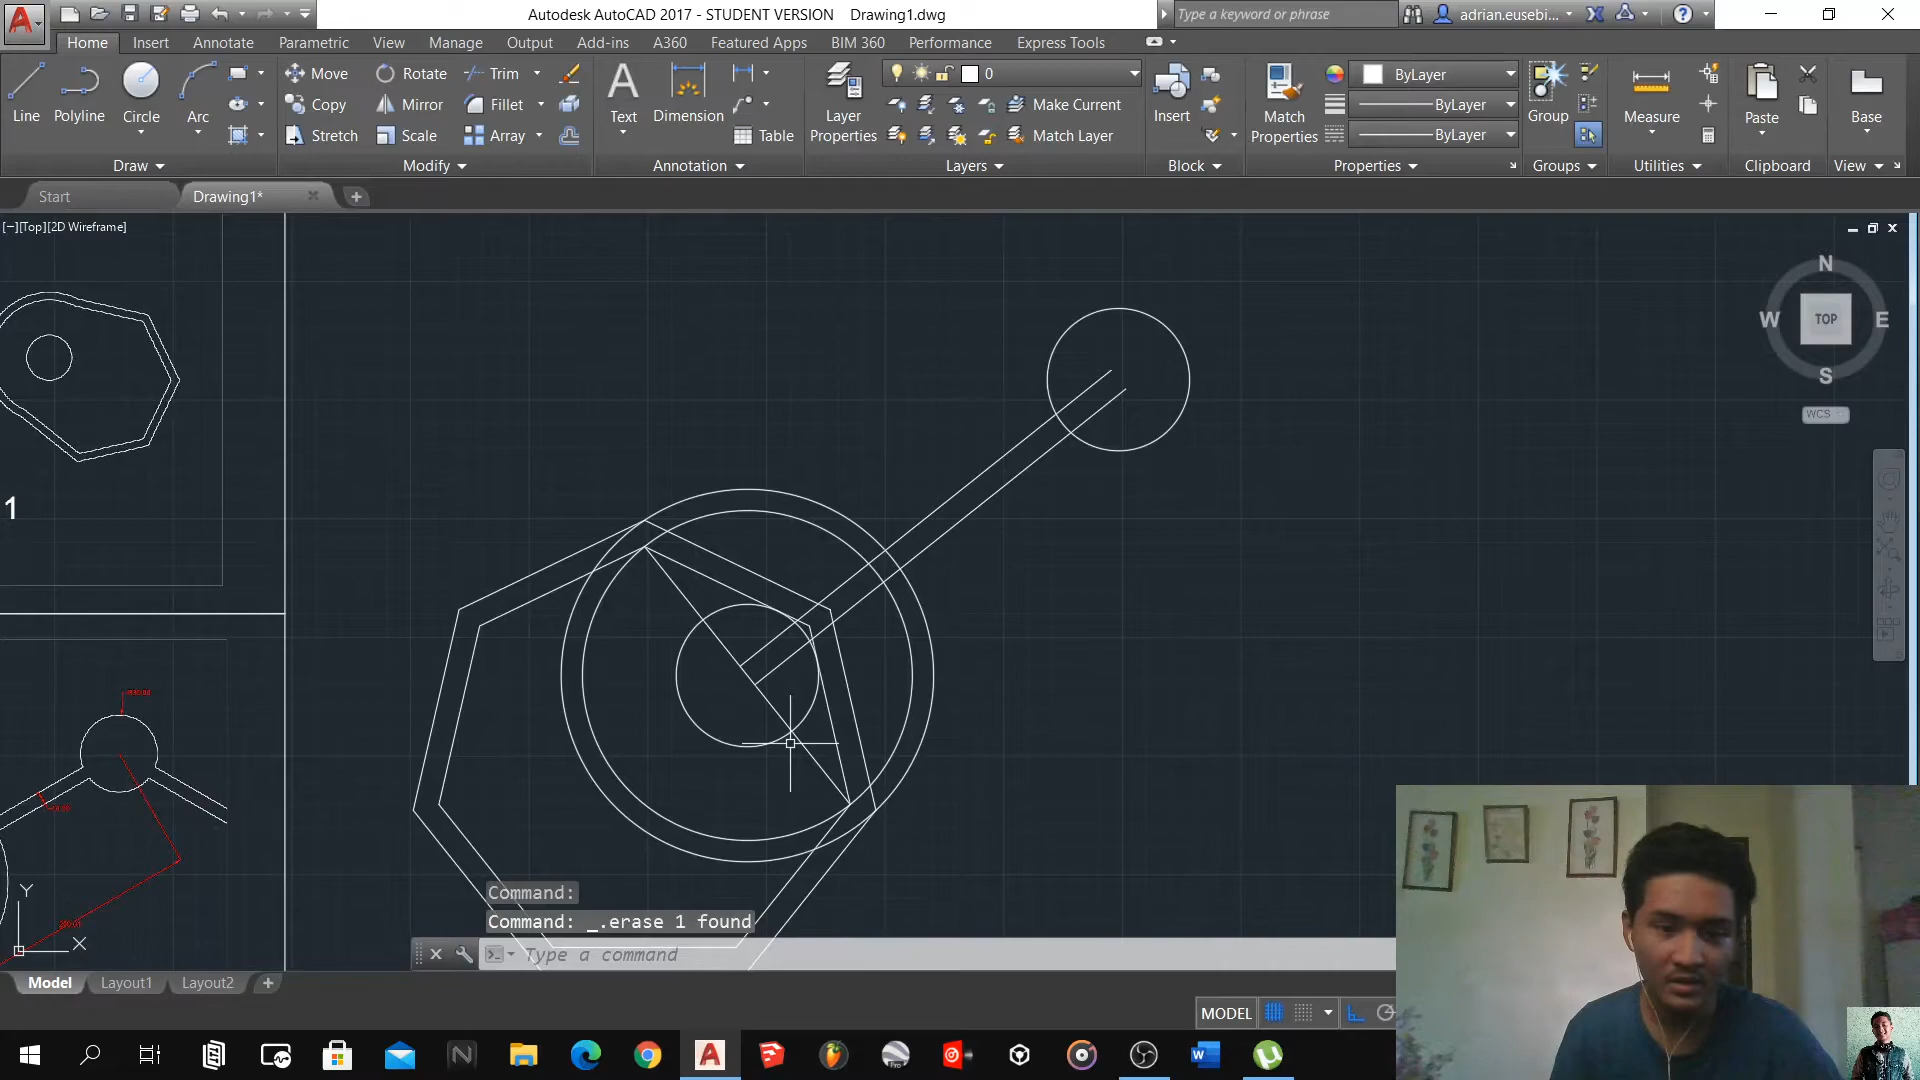 Autodesk AutoCAD 2017 - STUDENT VERSION Drawing1.dwg
Type a keyword or phrase
adrian.eusebi...
Home Insert Annotate Parametric View Manage Output Add-ins A360 Featured Apps BIM 360 Performance Express Tools
Line Polyline Circle Arc
Move Rotate Trim
Copy Mirror Fillet
Stretch Scale Array
Text Dimension Table
Layer Properties
0
Make Current
Match Layer
Insert
Match Properties
ByLayer
ByLayer
ByLayer
Group
Measure
Paste
Base
Draw Modify Annotation Layers Block Properties Groups Utilities Clipboard View
Start Drawing1*
[−][Top][2D Wireframe]
N
W TOP E
S
WCS
1
Y
X
Command:
Command: _.erase 1 found
Type a command
Model Layout1 Layout2
MODEL